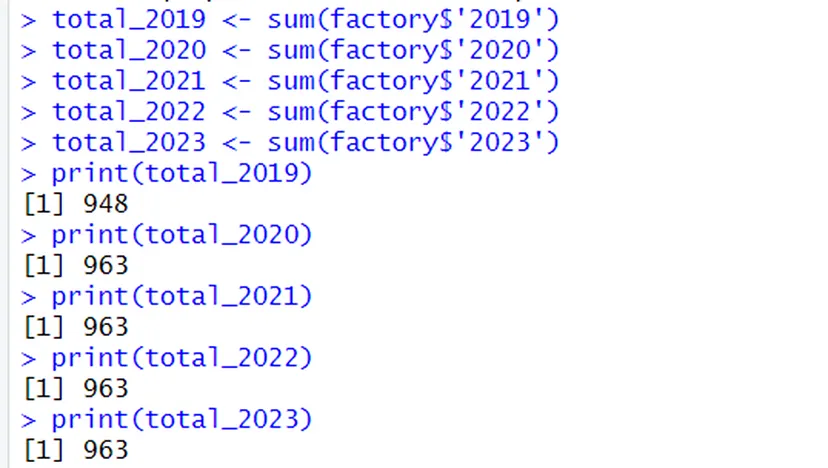 > total_2019 <- sum(factory$'2019')
> total_2020 <- sum(factory$'2020')
> total_2021 <- sum(factory$'2021')
> total_2022 <- sum(factory$'2022')
> total_2023 <- sum(factory$'2023')
> print(total_2019)
[1] 948
> print(total_2020)
[1] 963
> print(total_2021)
[1] 963
> print(total_2022)
[1] 963
> print(total_2023)
[1] 963